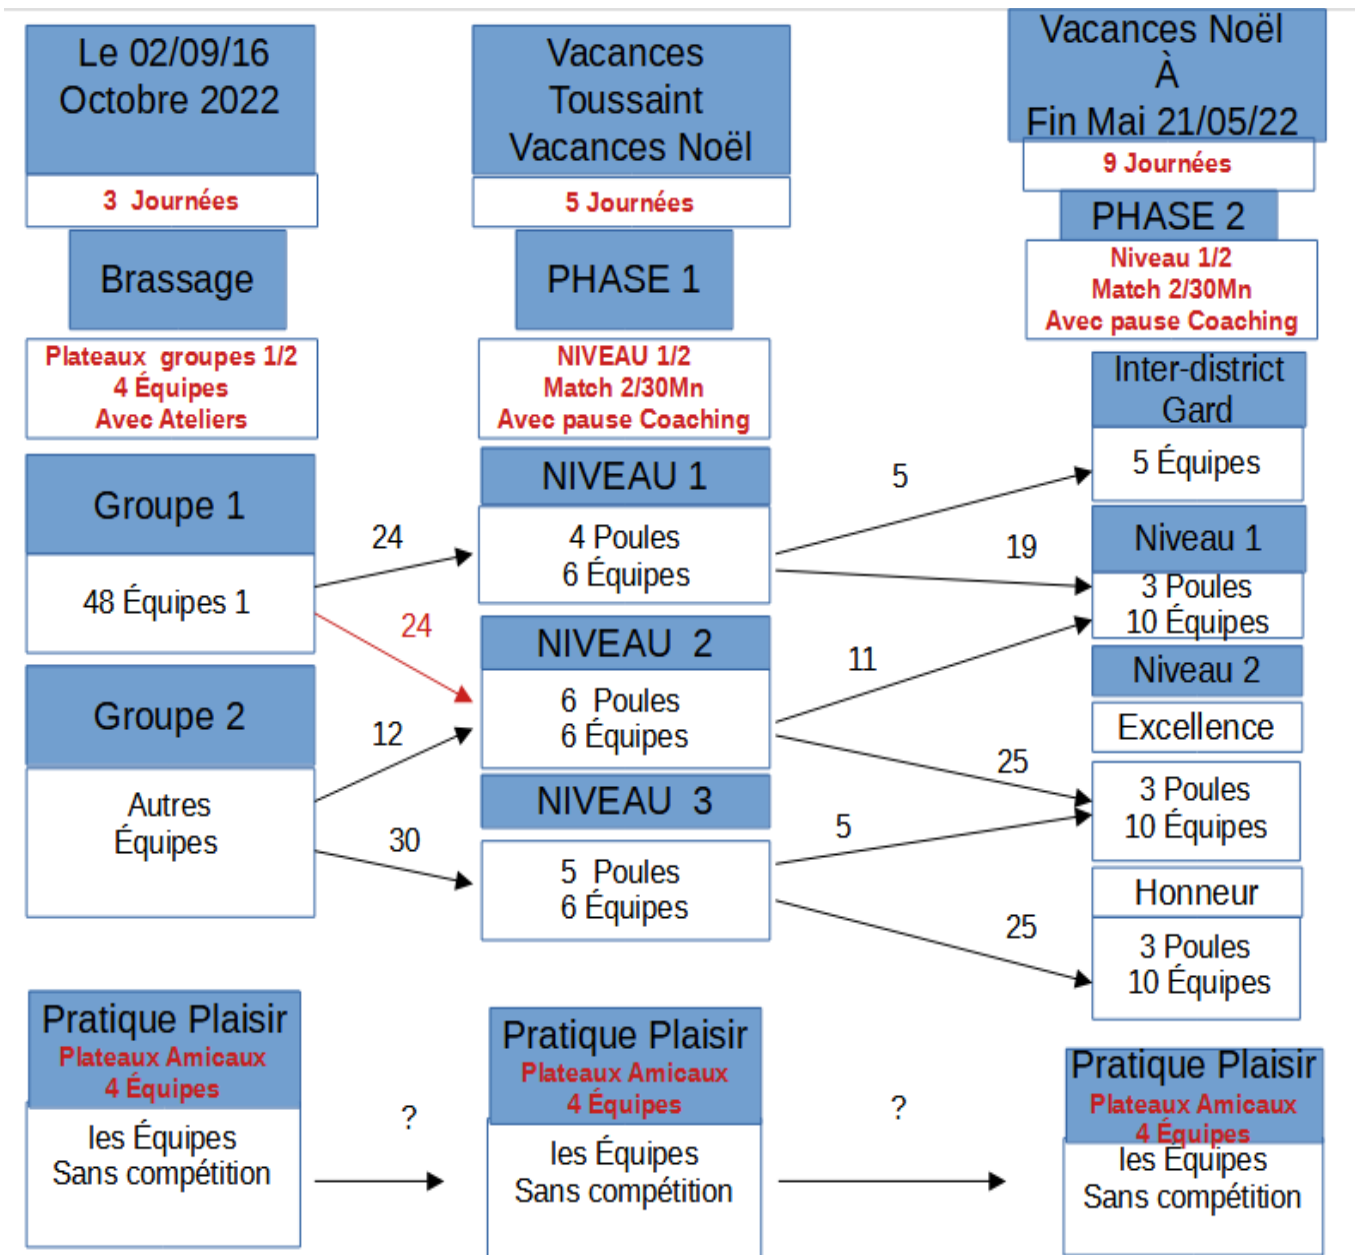 Le 02/09/16
Octobre 2022
3 Journées
Brassage
Plateaux groupes 1/2
4 Équipes
Avec Ateliers
Groupe 1
48 Équipes 1
Groupe 2
Autres
Équipes
Pratique Plaisir
Plateaux Amicaux
4 Équipes
les Équipes
Sans compétition
24
24
12
30
?
Vacances
Toussaint
Vacances Noël
5 Journées
PHASE 1
NIVEAU 1/2
Match 2/30Mn
Avec pause Coaching
NIVEAU 1
4 Poules
6 Équipes
NIVEAU 2
6 Poules
6 Équipes
NIVEAU 3
5 Poules
6 Équipes
Pratique Plaisir
Plateaux Amicaux
4 Équipes
les Équipes
Sans compétition
5
19
11
25
5
25
?
Vacances Noël
À
Fin Mai 21/05/22
9 Journées
PHASE 2
Niveau 1/2
Match 2/30Mn
Avec pause Coaching
Inter-district
Gard
5 Équipes
Niveau 1
3 Poules
10 Équipes
Niveau 2
Excellence
3 Poules
10 Équipes
Honneur
3 Poules
10 Équipes
Pratique Plaisir
Plateaux Amicaux
4 Équipes
les Équipes
Sans compétition